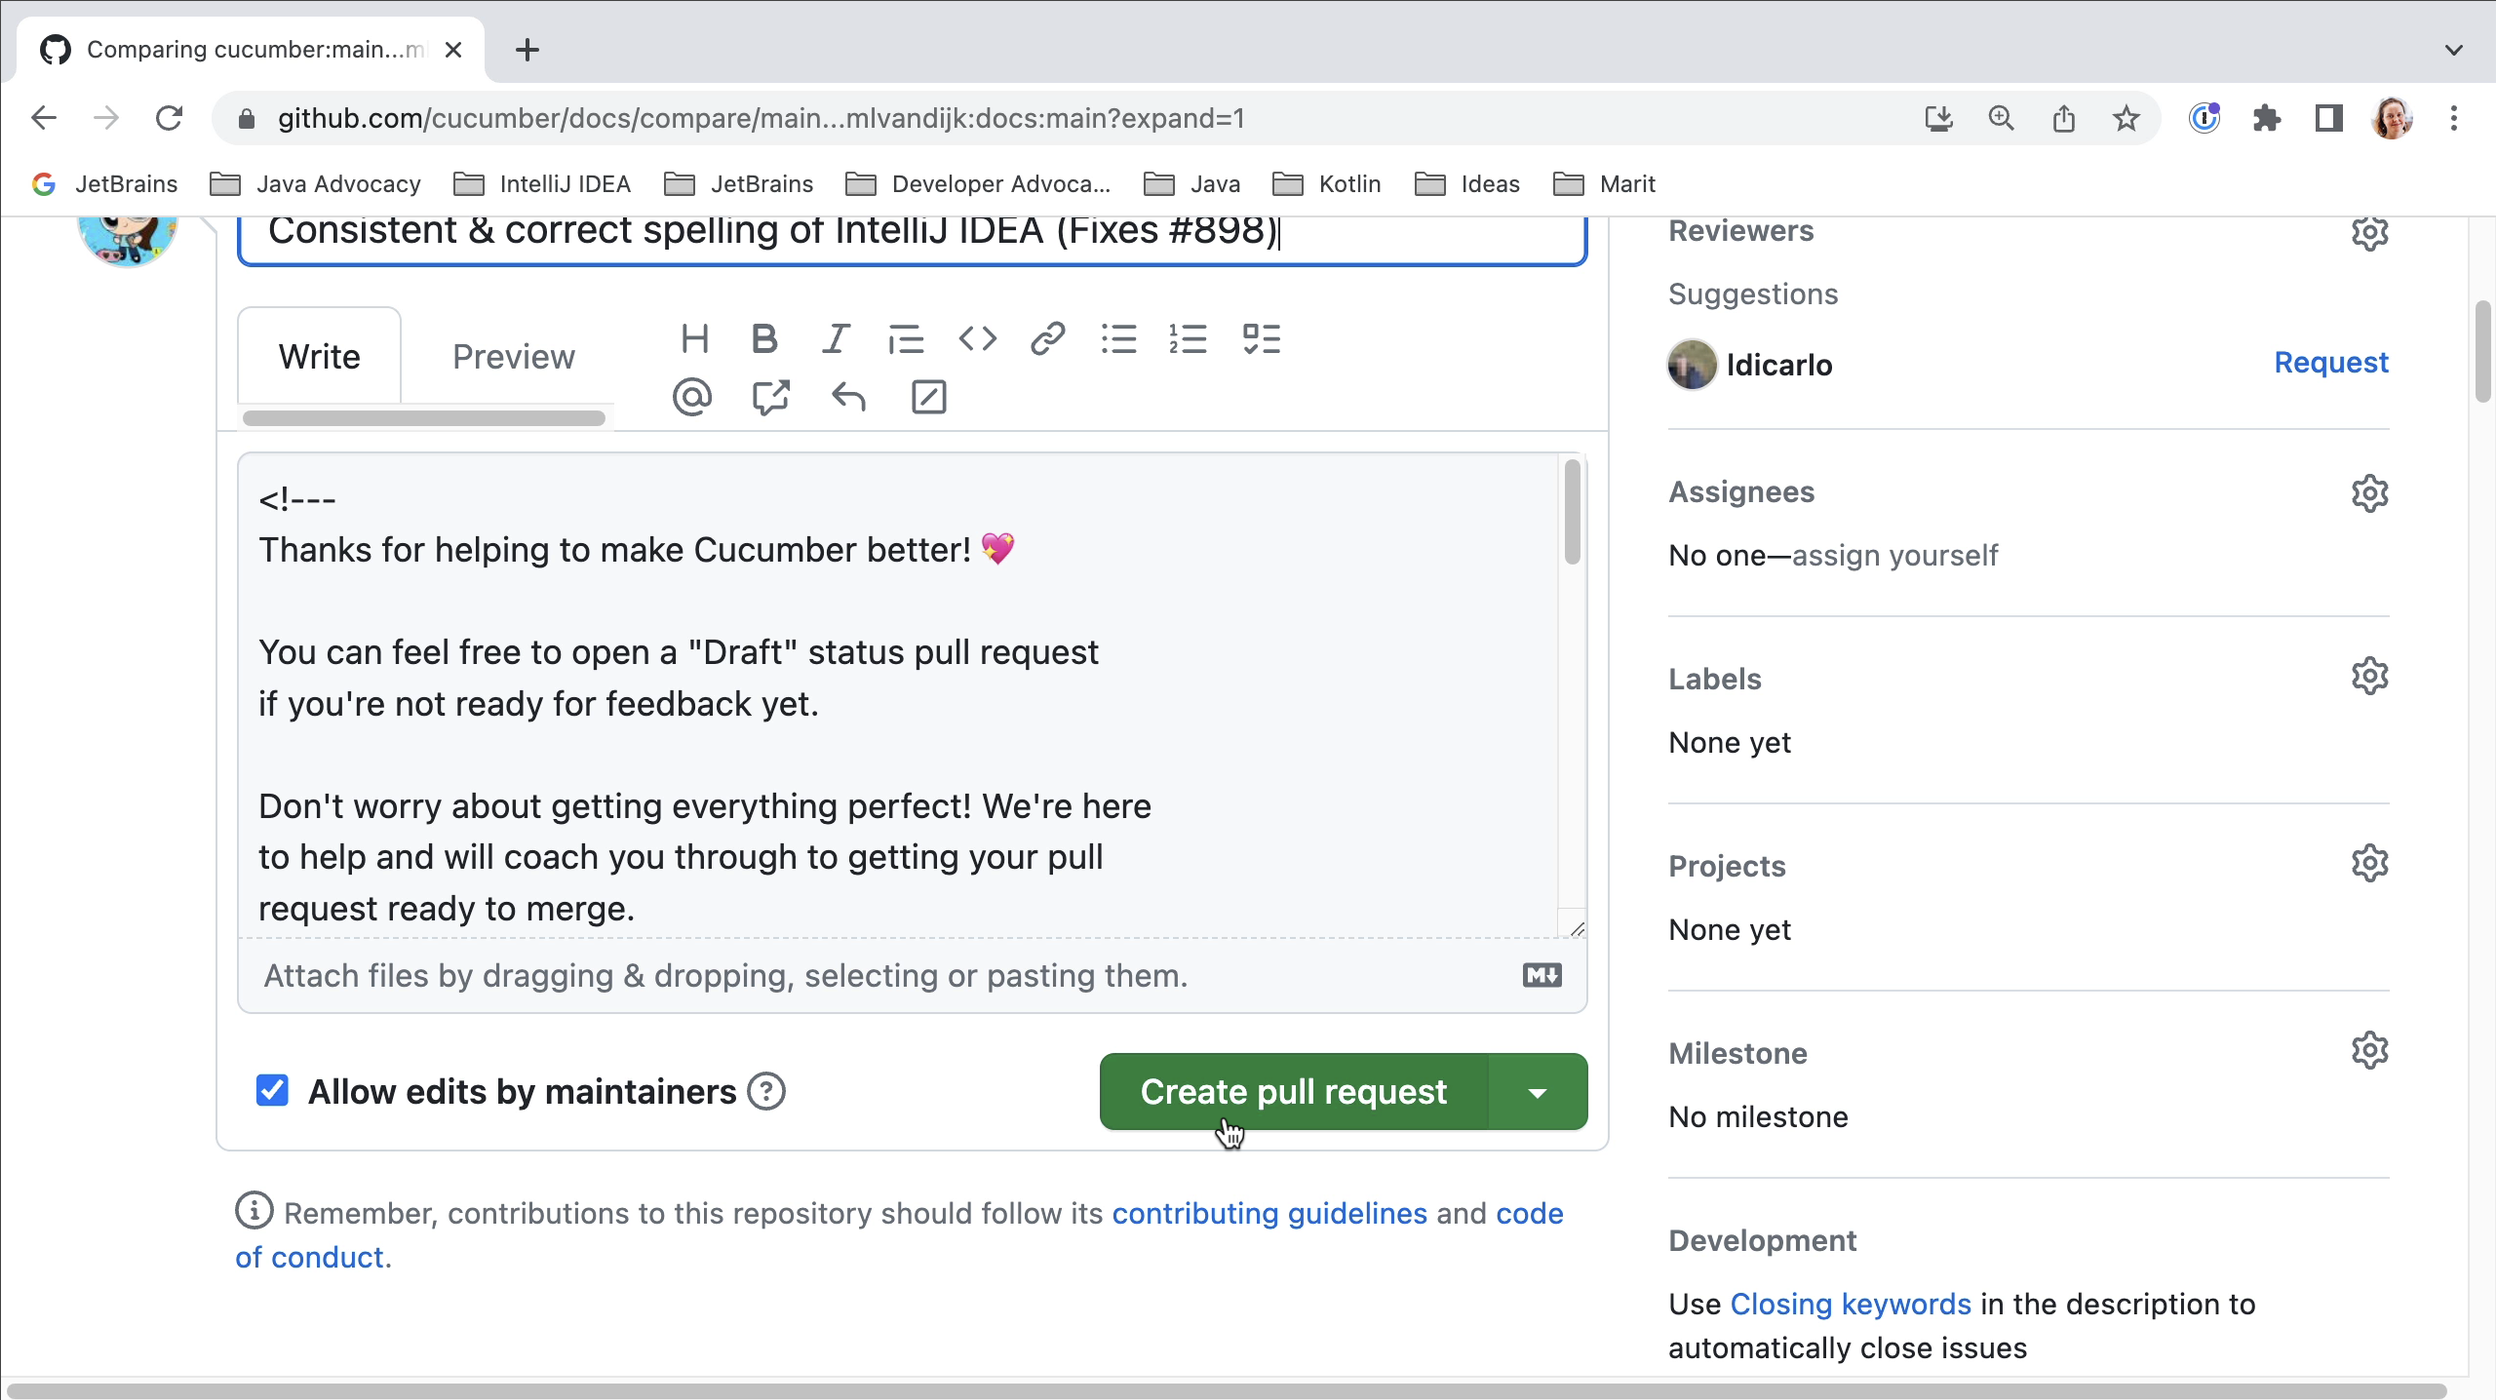 Comparing cucumber:main...ml
github.com/cucumber/docs/compare/main...mlvandijk:docs:main?expand=1
JetBrains
Java Advocacy
IntelliJ IDEA
JetBrains
Developer Advoca...
Java
Kotlin
Ideas
Marit
Consistent & correct spelling of IntelliJ IDEA (Fixes #898)
Write
Preview
<!---
Thanks for helping to make Cucumber better! 💖
You can feel free to open a "Draft" status pull request
if you're not ready for feedback yet.
Don't worry about getting everything perfect! We're here
to help and will coach you through to getting your pull
request ready to merge.
Attach files by dragging & dropping, selecting or pasting them.
Allow edits by maintainers
Create pull request
Remember, contributions to this repository should follow its contributing guidelines and code
of conduct.
Reviewers
Suggestions
ldicarlo
Request
Assignees
No one—assign yourself
Labels
None yet
Projects
None yet
Milestone
No milestone
Development
Use Closing keywords in the description to
automatically close issues